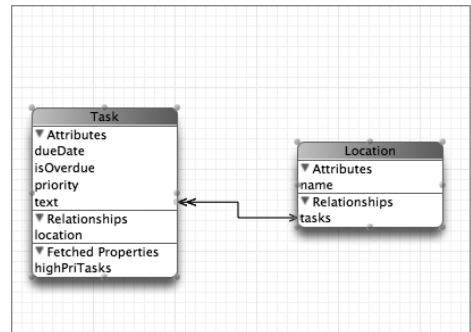 Task
Attributes
dueDate
isOverdue
priority
text
Relationships
location
Fetched Properties
highPriTasks
Location
Attributes
name
Relationships
tasks